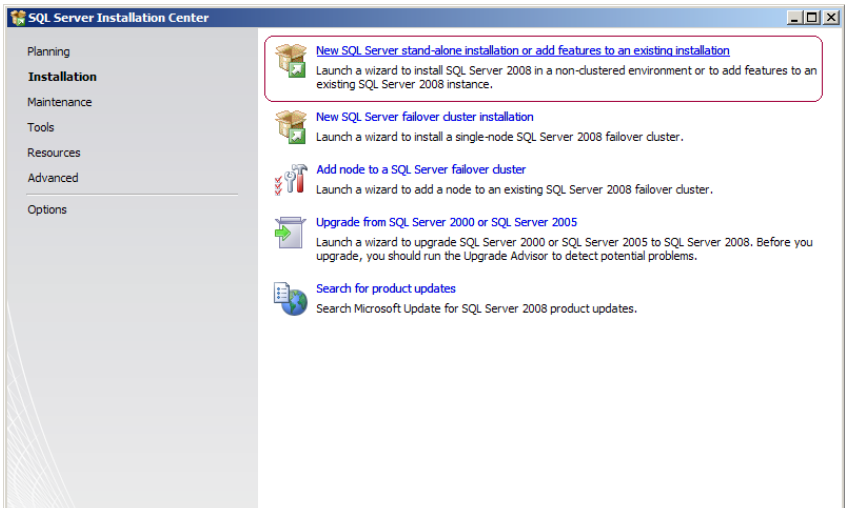 SQL Server Installation Center
Planning
Installation
Maintenance
Tools
Resources
Advanced
Options
New SQL Server stand-alone installation or add features to an existing installation
Launch a wizard to install SQL Server 2008 in a non-clustered environment or to add features to an
existing SQL Server 2008 instance.
New SQL Server failover cluster installation
Launch a wizard to install a single-node SQL Server 2008 failover cluster.
Add node to a SQL Server failover cluster
Launch a wizard to add a node to an existing SQL Server 2008 failover cluster.
Upgrade from SQL Server 2000 or SQL Server 2005
Launch a wizard to upgrade SQL Server 2000 or SQL Server 2005 to SQL Server 2008. Before you
upgrade, you should run the Upgrade Advisor to detect potential problems.
Search for product updates
Search Microsoft Update for SQL Server 2008 product updates.